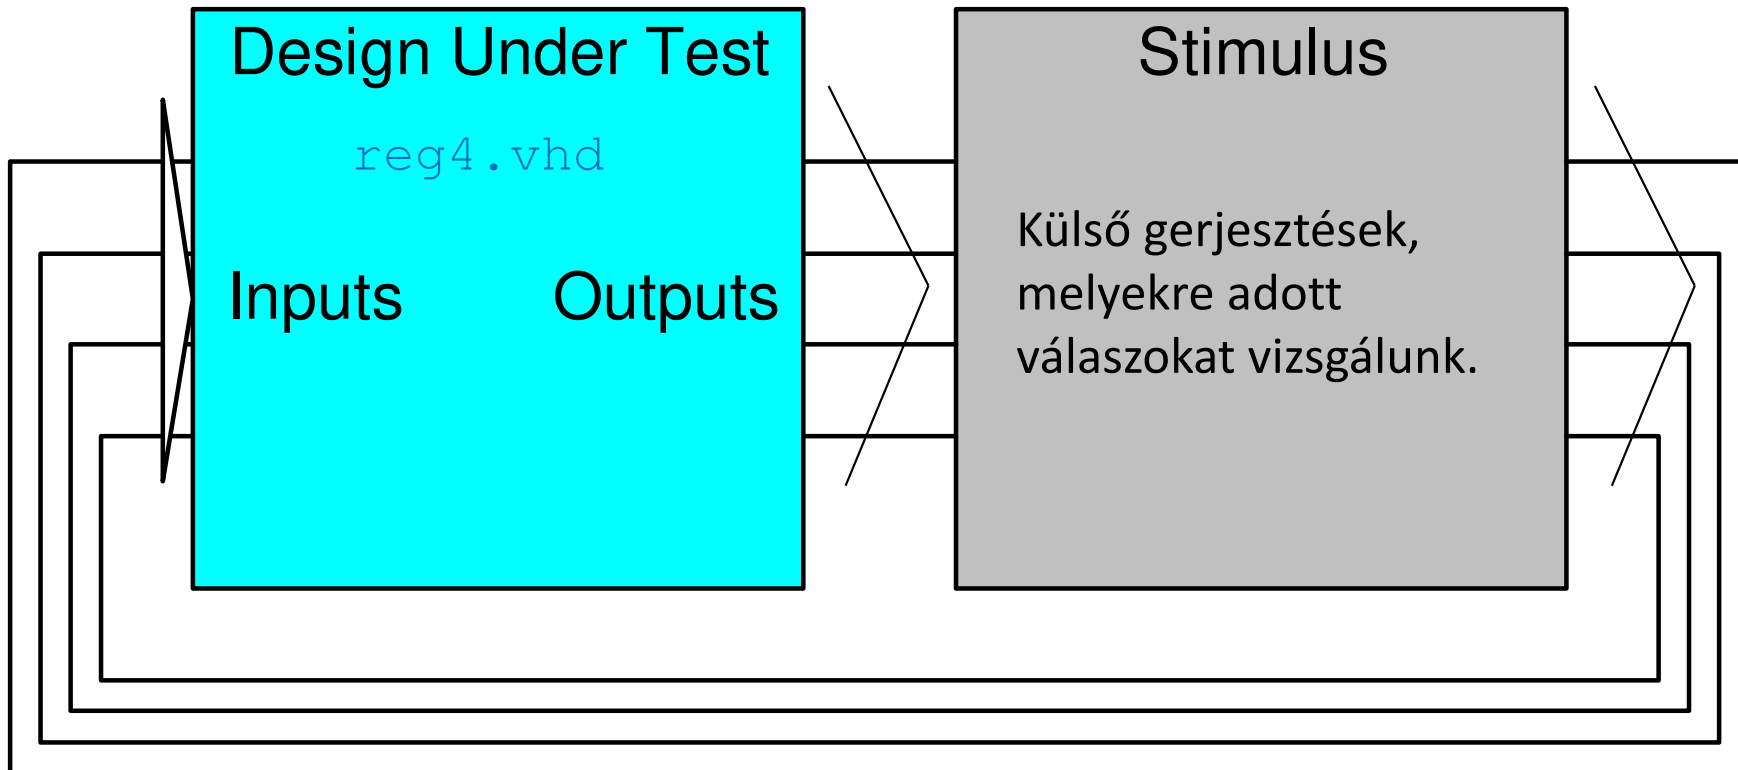 Design Under Test
reg4.vhd
Inputs
Outputs
Stimulus
Külső gerjesztések,
melyekre adott
válaszokat vizsgálunk.